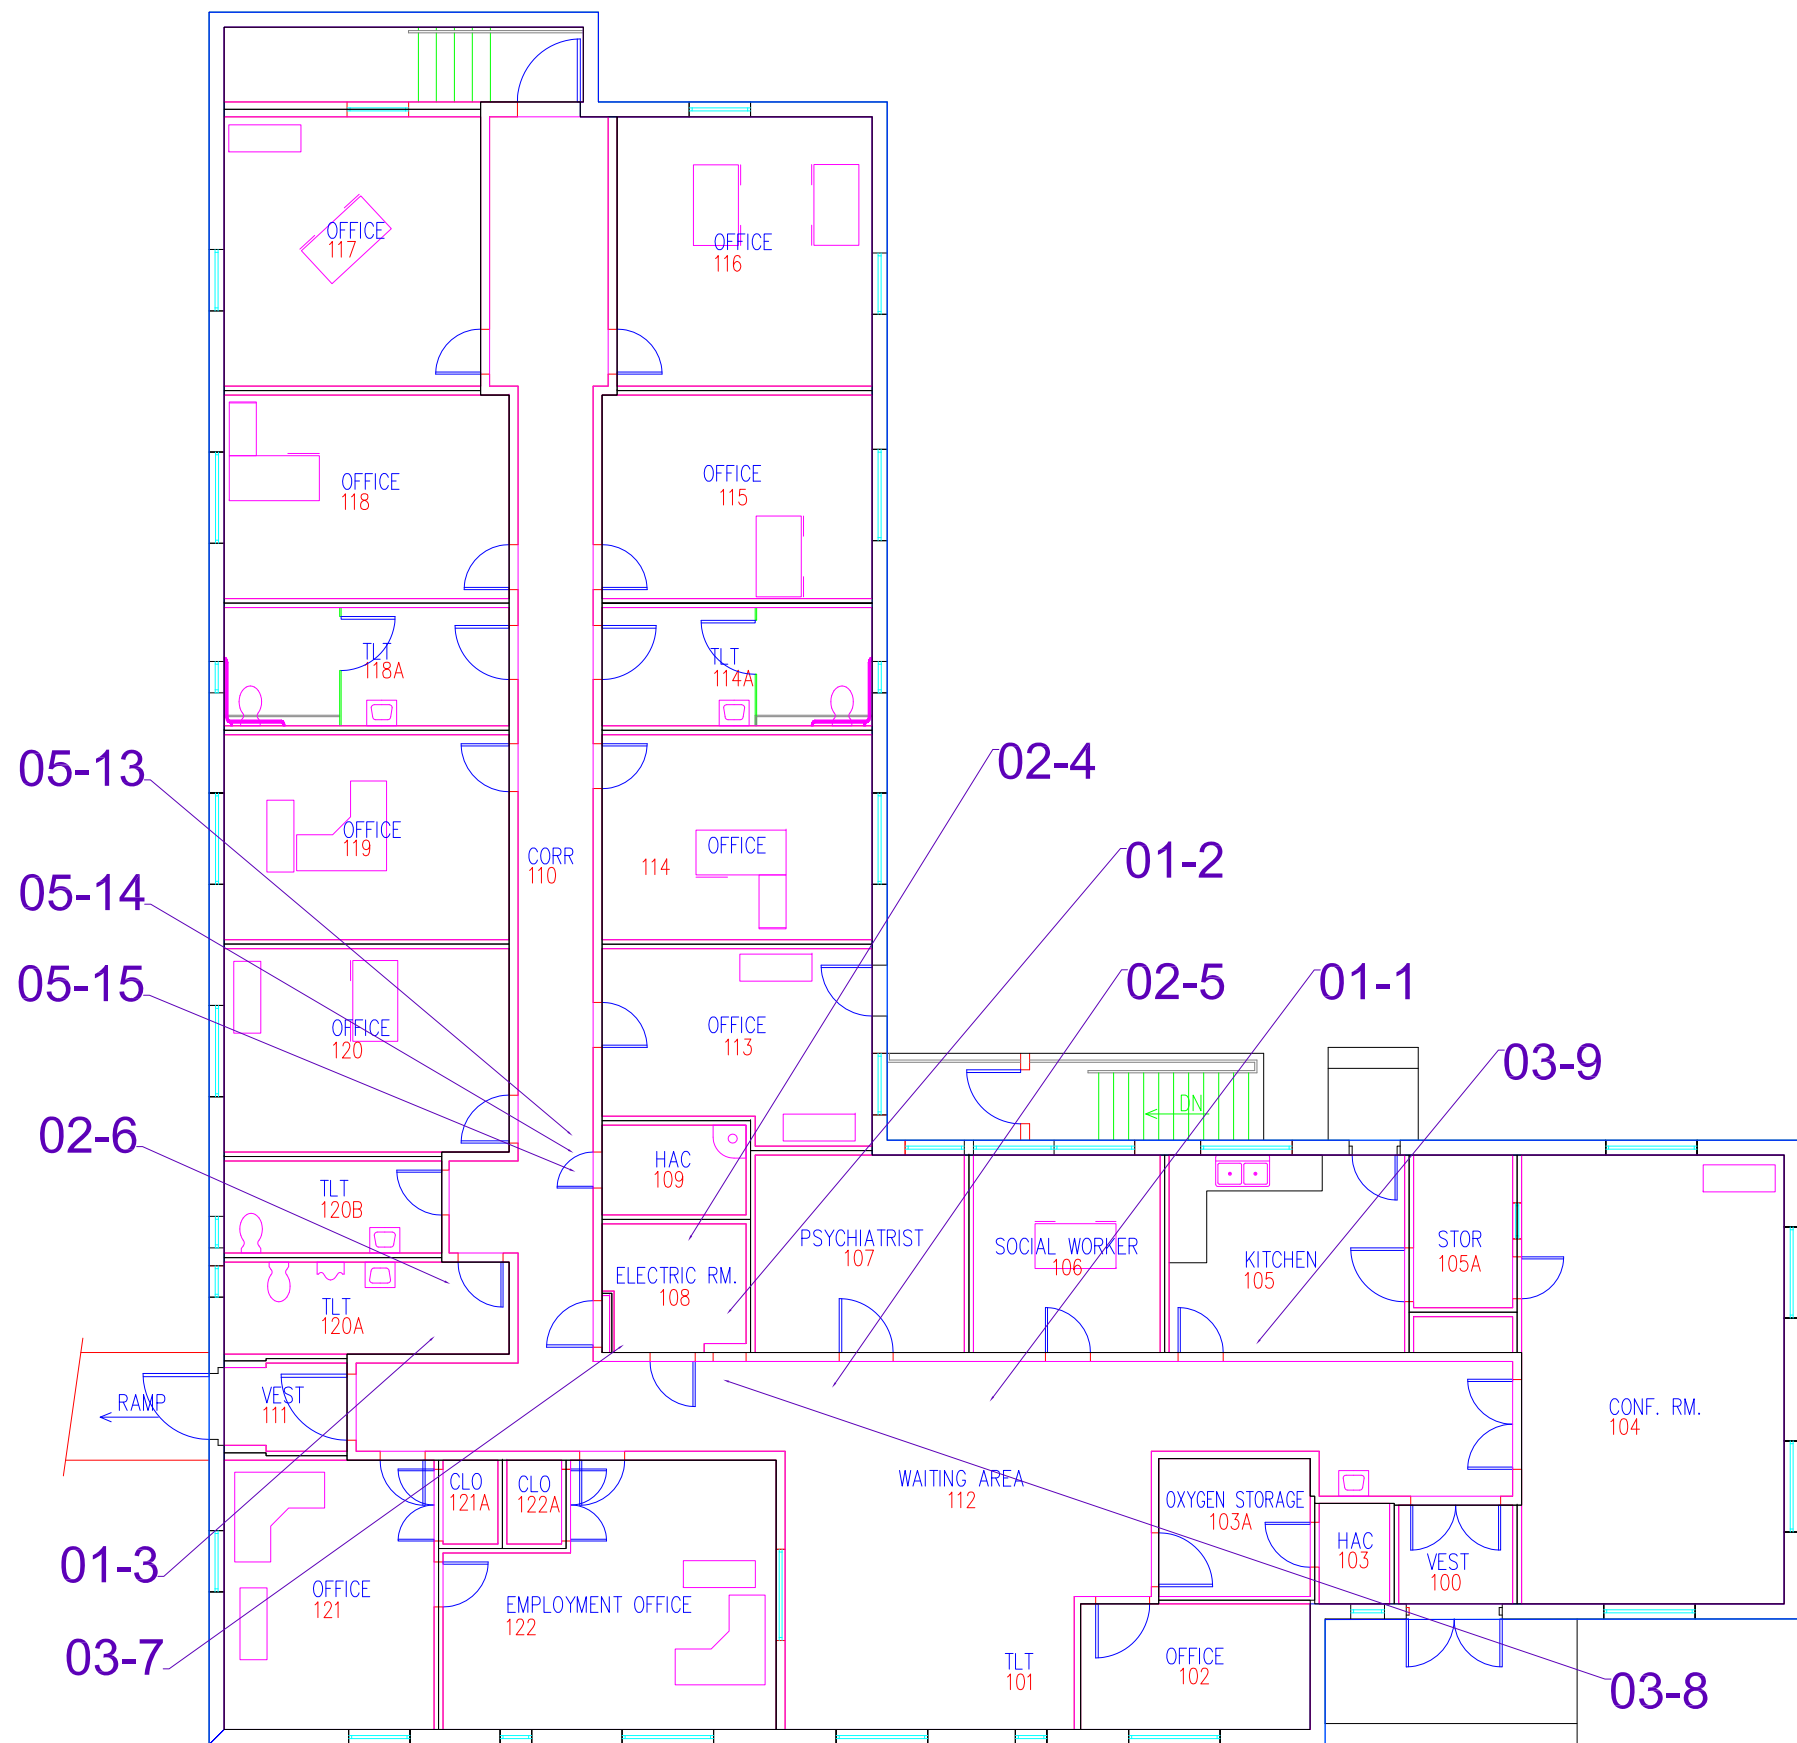 OFFICE
117
OFFICE
116
OFFICE
118
OFFICE
115
TLT
118A
TLT
114A
05-13
02-4
OFFICE
119
CORR
110
114
OFFICE
01-2
05-14
05-15
02-5
01-1
OFFICE
120
OFFICE
113
03-9
DN
02-6
HAC
109
TLT
120B
PSYCHIATRIST
107
SOCIAL WORKER
106
KITCHEN
105
STOR
105A
ELECTRIC RM.
108
TLT
120A
RAMP
VEST
111
CONF. RM.
104
CLO
121A
CLO
122A
WAITING AREA
112
OXYGEN STORAGE
103A
HAC
103
VEST
100
01-3
OFFICE
121
EMPLOYMENT OFFICE
122
03-7
TLT
101
OFFICE
102
03-8